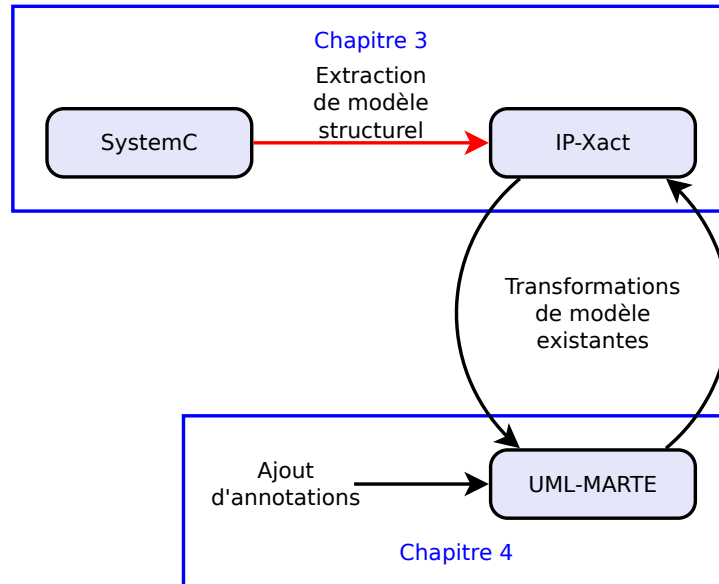 Chapitre 3
Extraction
de modèle
structurel
SystemC
IP-Xact
Transformations
de modèle
existantes
Ajout
d'annotations
UML-MARTE
Chapitre 4